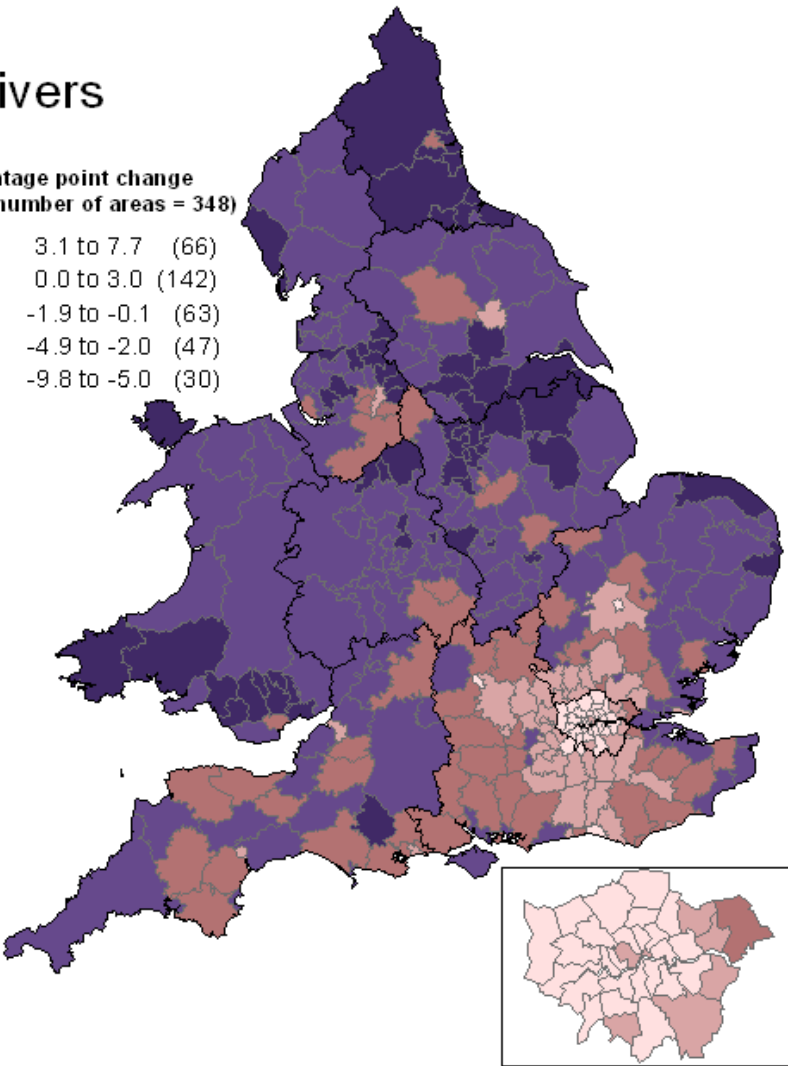 ivers
tage point change
number of areas = 348)
3.1 to 7.7 (66)
0.0 to 3.0 (142)
-1.9 to -0.1 (63)
-4.9 to -2.0 (47)
-9.8 to -5.0 (30)